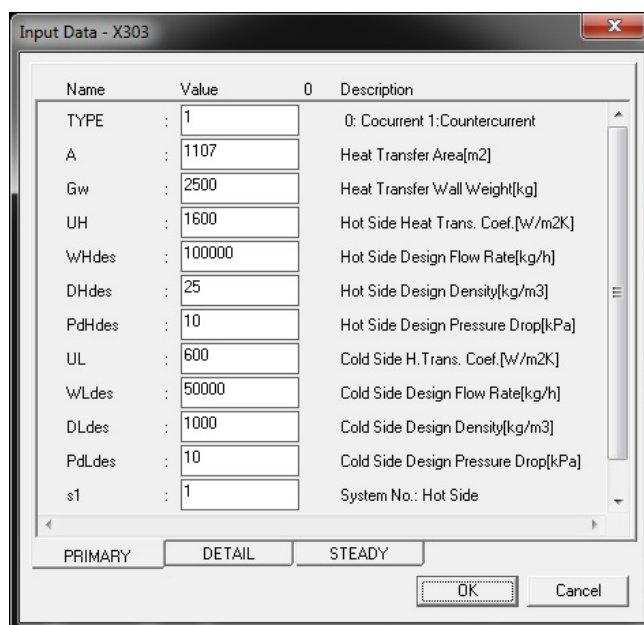 Input Data - X303
Name Value 0 Description
TYPE : 1 0: Cocurrent 1:Countercurrent
A : 1107 Heat Transfer Area[m2]
Gw : 2500 Heat Transfer Wall Weight[kg]
UH : 1600 Hot Side Heat Trans. Coef.[W/m2K]
WHdes : 100000 Hot Side Design Flow Rate[kg/h]
DHdes : 25 Hot Side Design Density[kg/m3]
PdHdes : 10 Hot Side Design Pressure Drop[kPa]
UL : 600 Cold Side H.Trans. Coef.[W/m2K]
WLdes : 50000 Cold Side Design Flow Rate[kg/h]
DLdes : 1000 Cold Side Design Density[kg/m3]
PdLdes : 10 Cold Side Design Pressure Drop[kPa]
s1 : 1 System No.: Hot Side
PRIMARY DETAIL STEADY
OK Cancel